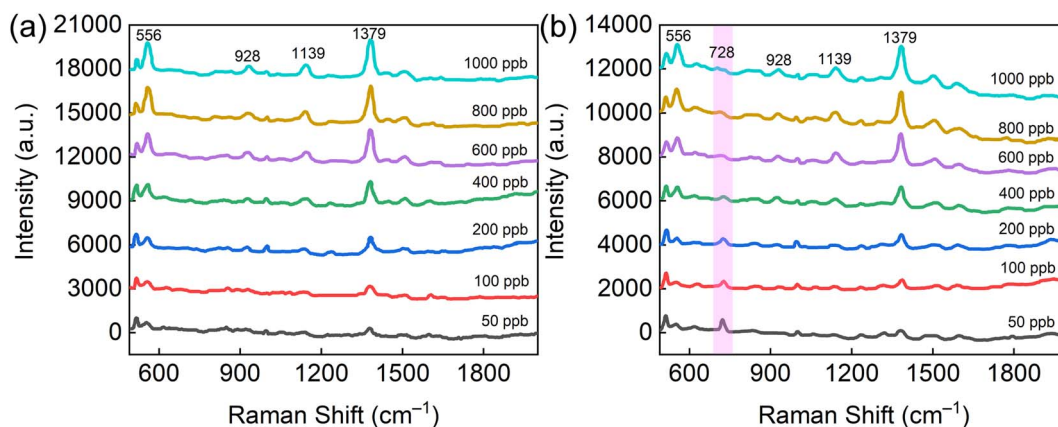 (a)
21000
18000
15000
12000
9000
6000
3000
0
Intensity (a.u.)
556
928
1139
1379
1000 ppb
800 ppb
600 ppb
400 ppb
200 ppb
100 ppb
50 ppb
600 900 1200 1500 1800
Raman Shift (cm⁻¹)
(b)
14000
12000
10000
8000
6000
4000
2000
0
Intensity (a.u.)
556
728
928
1139
1379
1000 ppb
800 ppb
600 ppb
400 ppb
200 ppb
100 ppb
50 ppb
600 900 1200 1500 1800
Raman Shift (cm⁻¹)